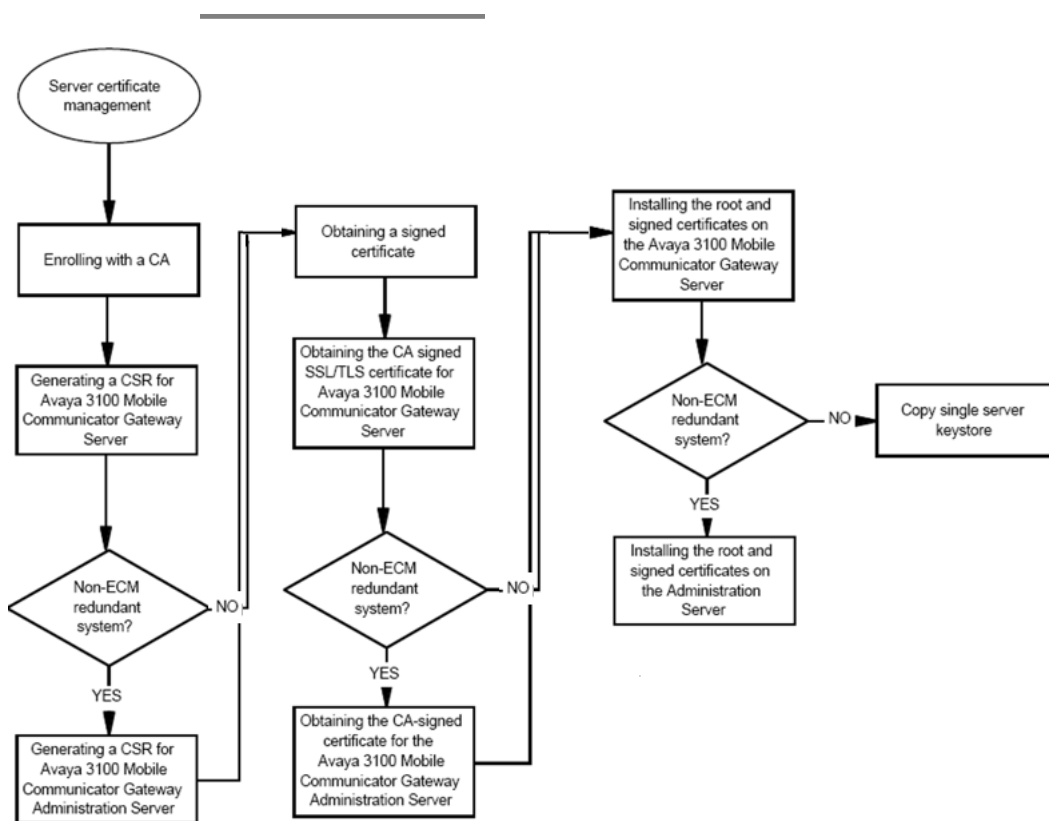 Server certificate
management
Enrolling with a CA
Generating a CSR for
Avaya 3100 Mobile
Communicator Gateway
Server
Non-ECM
redundant
system?
NO
YES
Generating a CSR for
Avaya 3100 Mobile
Communicator Gateway
Administration Server
Obtaining a signed
certificate
Obtaining the CA signed
SSL/TLS certificate for
Avaya 3100 Mobile
Communicator Gateway
Server
Non-ECM
redundant
system?
NO
YES
Obtaining the CA-signed
certificate for the
Avaya 3100 Mobile
Communicator Gateway
Administration Server
Installing the root and
signed certificates on
the Avaya 3100 Mobile
Communicator Gateway
Server
Non-ECM
redundant
system?
NO
Copy single server
keystore
YES
Installing the root and
signed certificates on
the Administration
Server